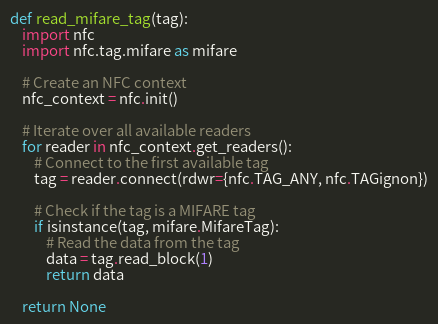 def read_mifare_tag(tag):
import nfc
import nfc.tag.mifare as mifare
# Create an NFC context
nfc_context = nfc.init()
# Iterate over all available readers
for reader in nfc_context.get_readers():
# Connect to the first available tag
tag = reader.connect(rdwr={nfc.TAG_ANY, nfc.TAGignon})
# Check if the tag is a MIFARE tag
if isinstance(tag, mifare.MifareTag):
# Read the data from the tag
data = tag.read_block(1)
return data
return None